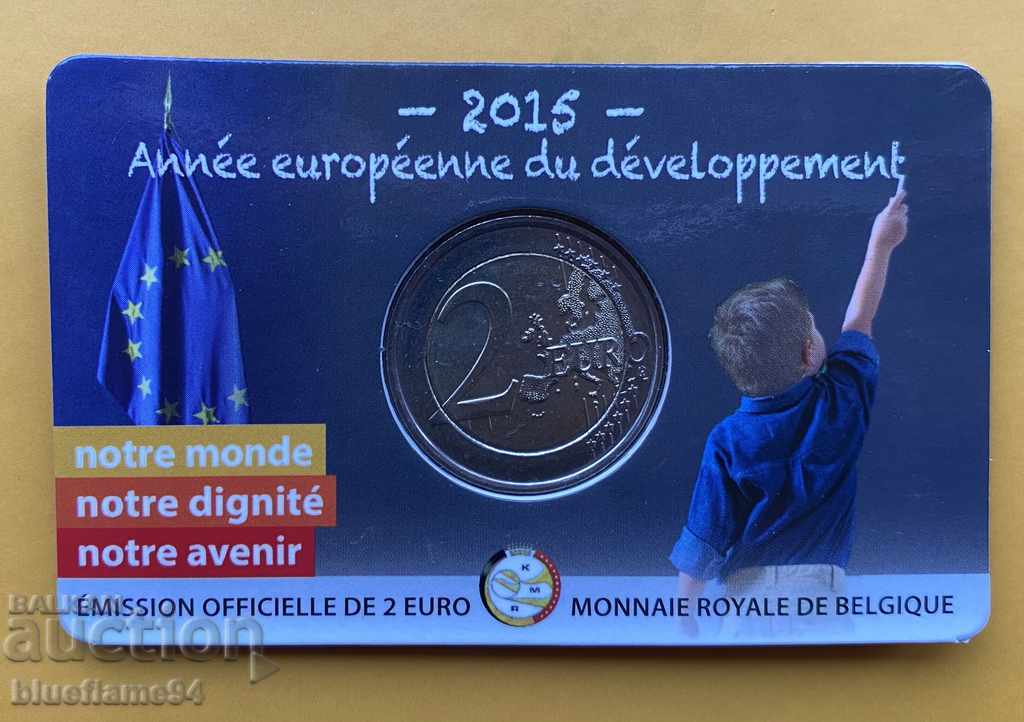 – 2015 –
Année européenne du développement
2 EURO
notre monde
notre dignité
notre avenir
K
M
R
ÉMISSION OFFICIELLE DE 2 EURO
MONNAIE ROYALE DE BELGIQUE
BALKAN
auction
blueflame94